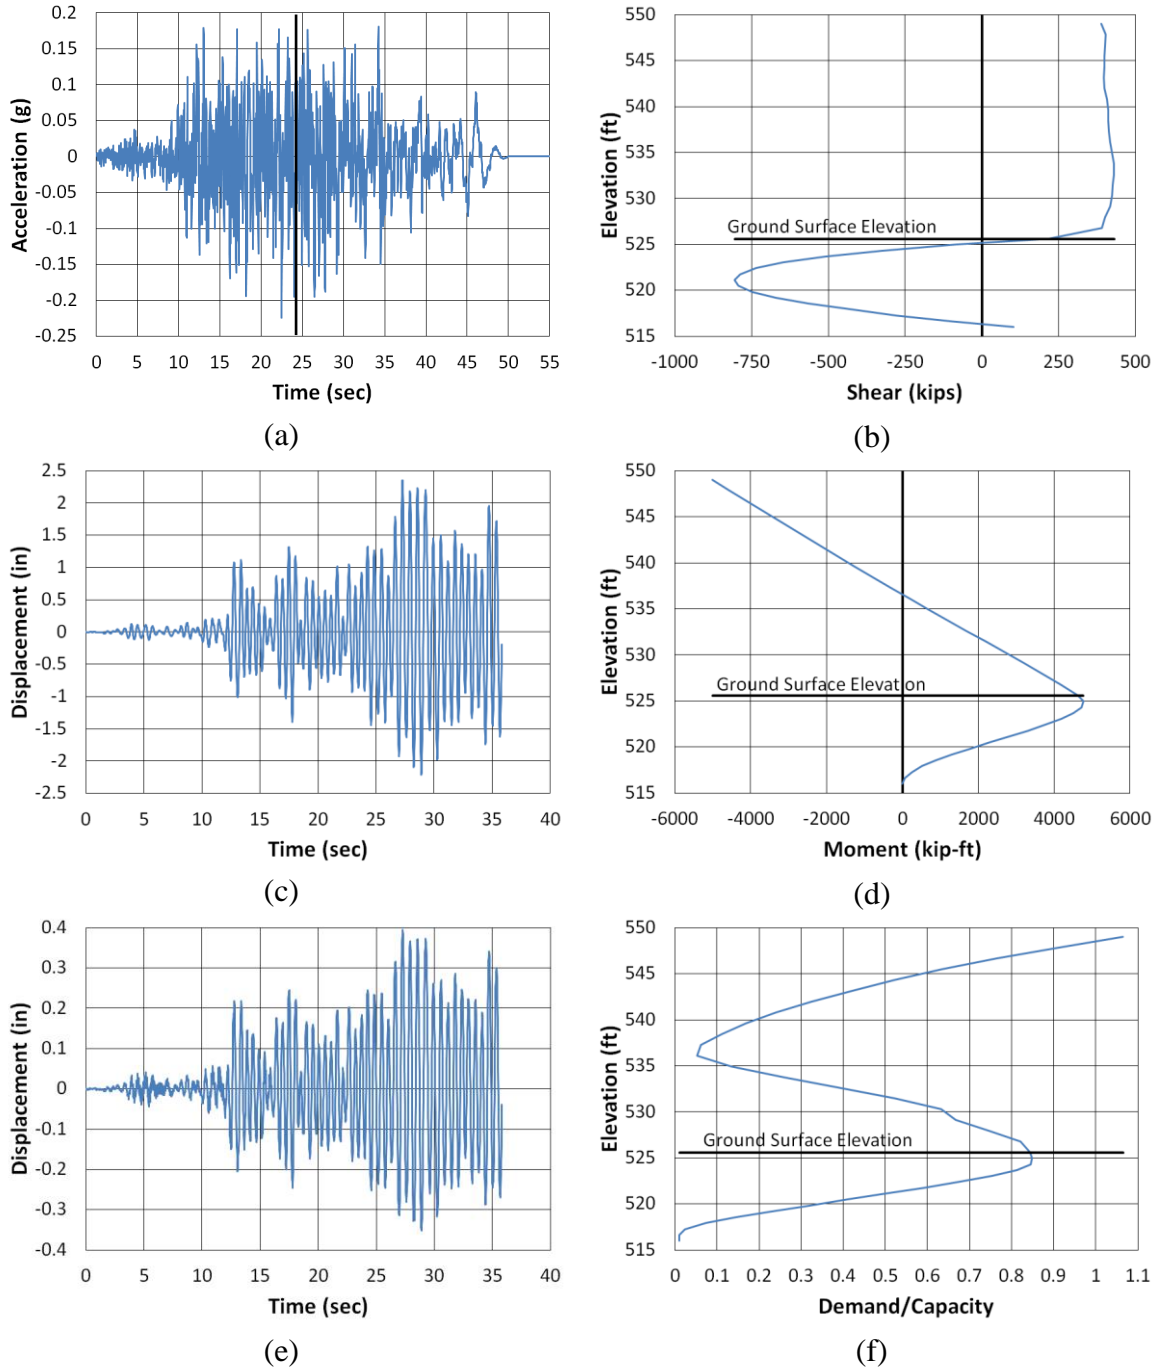 0.2
0.15
0.1
0.05
0
-0.05
-0.1
-0.15
-0.2
-0.25
Acceleration (g)
0 5 10 15 20 25 30 35 40 45 50 55
Time (sec)
(a)
550
545
540
535
530
525
520
515
Elevation (ft)
Ground Surface Elevation
-1000 -750 -500 -250 0 250 500
Shear (kips)
(b)
2.5
2
1.5
1
0.5
0
-0.5
-1
-1.5
-2
-2.5
Displacement (in)
0 5 10 15 20 25 30 35 40
Time (sec)
(c)
550
545
540
535
530
525
520
515
Elevation (ft)
Ground Surface Elevation
-6000 -4000 -2000 0 2000 4000 6000
Moment (kip-ft)
(d)
0.4
0.3
0.2
0.1
0
-0.1
-0.2
-0.3
-0.4
Displacement (in)
0 5 10 15 20 25 30 35 40
Time (sec)
(e)
550
545
540
535
530
525
520
515
Elevation (ft)
Ground Surface Elevation
0 0.1 0.2 0.3 0.4 0.5 0.6 0.7 0.8 0.9 1 1.1
Demand/Capacity
(f)